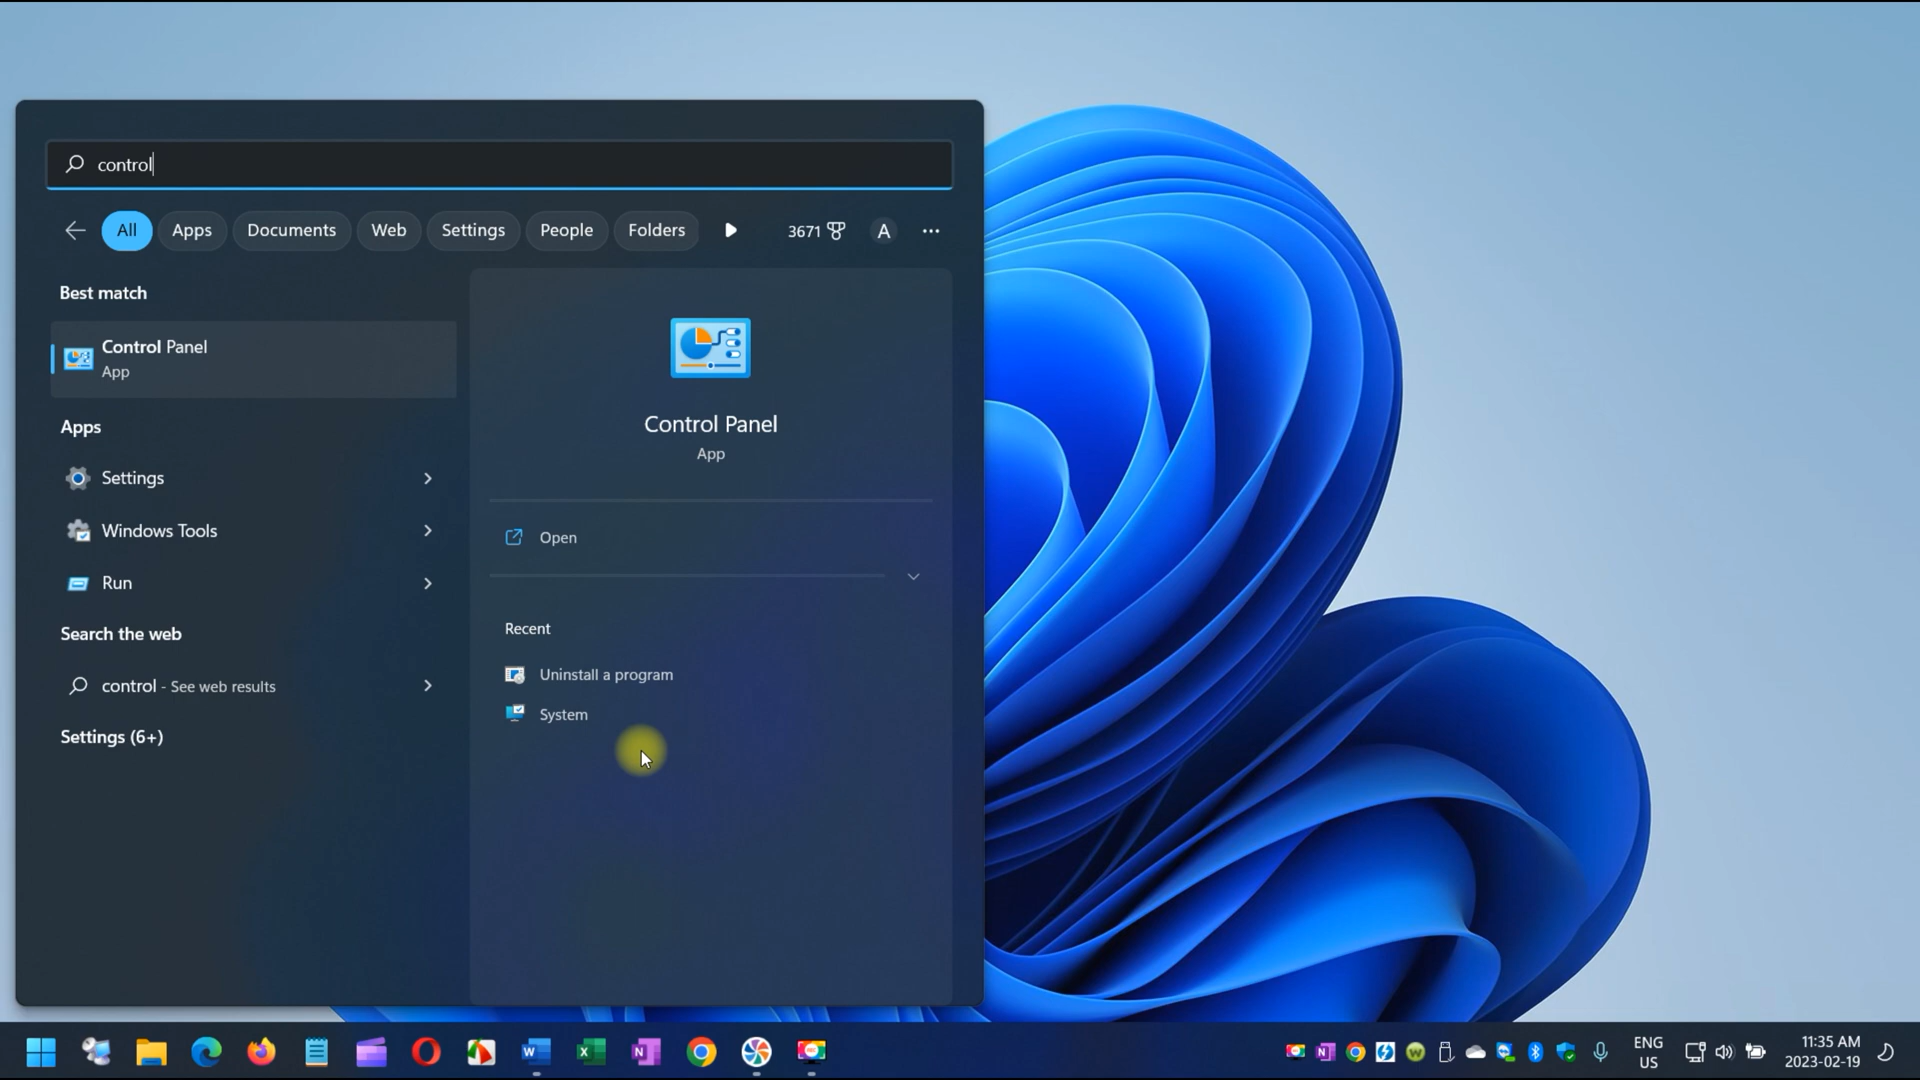 control
All Apps Documents Web Settings People Folders 3671 A ...
Best match
Control Panel
App
Apps
Settings
Windows Tools
Run
Search the web
control - See web results
Settings (6+)
Control Panel
App
Open
Recent
Uninstall a program
System
ENG
US
11:35 AM
2023-02-19